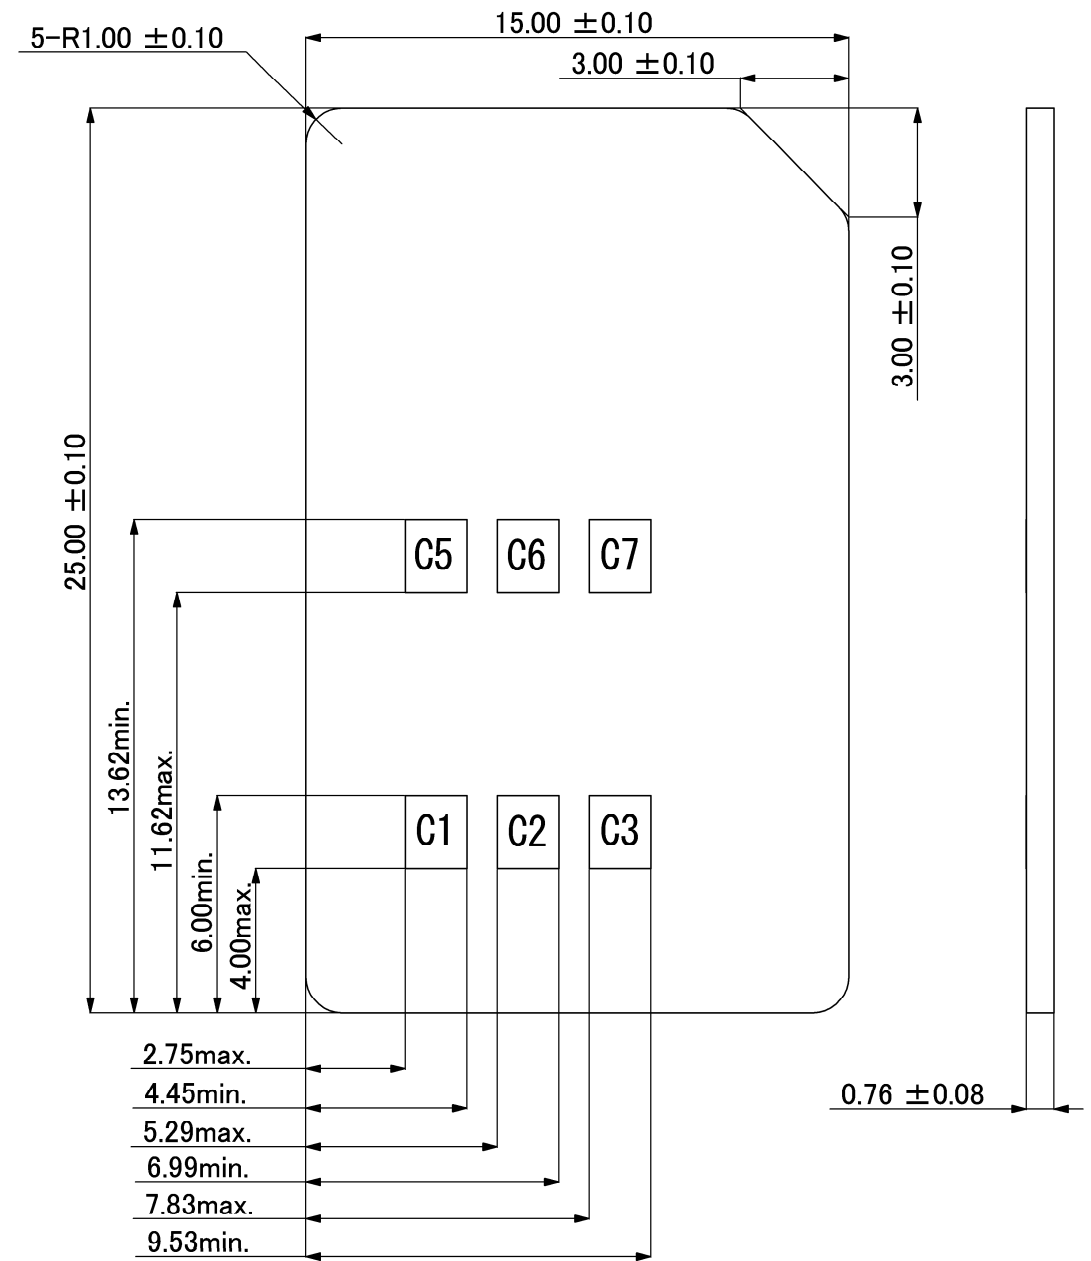 15.00 ±0.10
5-R1.00 ±0.10
3.00 ±0.10
3.00 ±0.10
25.00 ±0.10
C5 C6 C7
13.62min.
11.62max.
C1 C2 C3
6.00min.
4.00max.
2.75max.
4.45min.
0.76 ±0.08
5.29max.
6.99min.
7.83max.
9.53min.